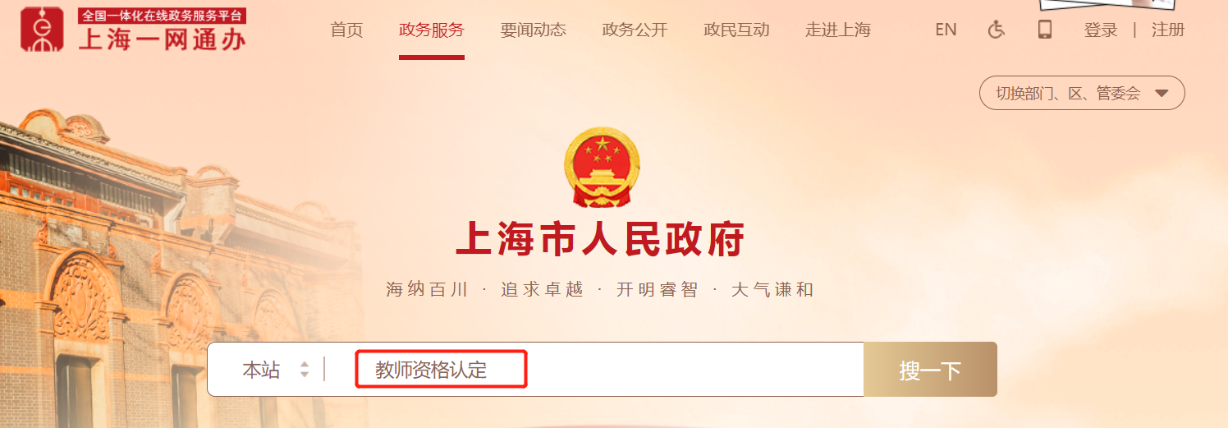 全国一体化在线政务服务平台
上海一网通办
首页 政务服务 要闻动态 政务公开 政民互动 走进上海 EN 登录 | 注册
切换部门、区、管委会
上海市人民政府
海纳百川 · 追求卓越 · 开明睿智 · 大气谦和
本站 教师资格认定 搜一下